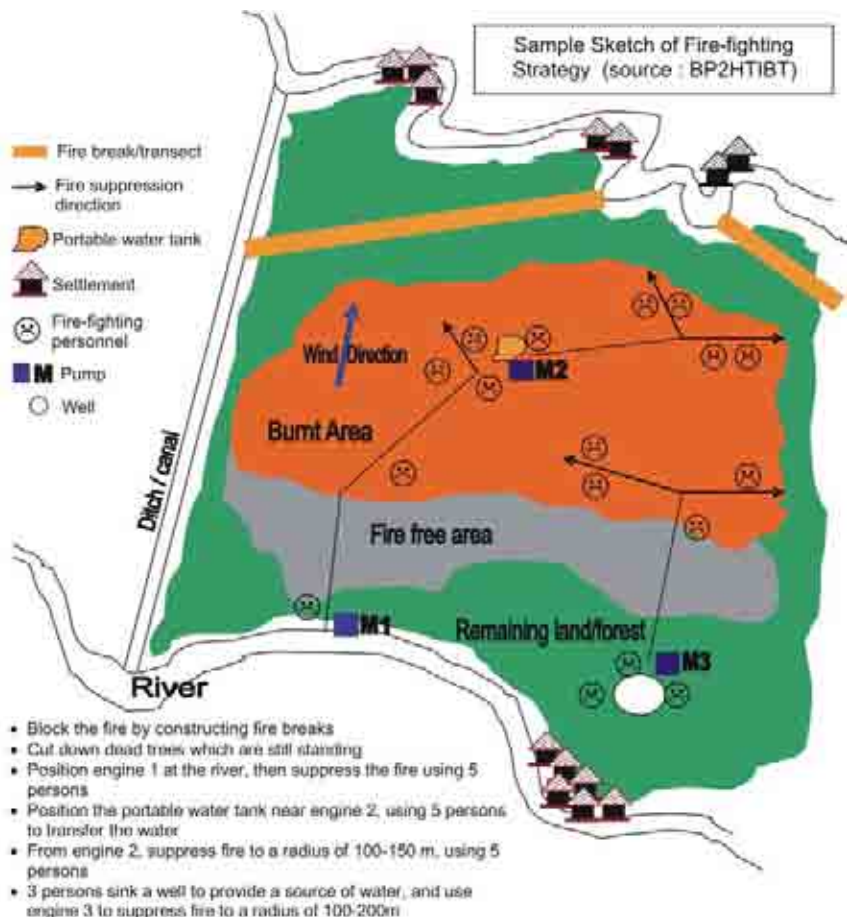 Sample Sketch of Fire-fighting
Strategy (source : BP2HTIBT)
Fire break/transect
Fire suppression
direction
Portable water tank
Settlement
Fire-fighting
personnel
M Pump
Well
Wind Direction
M2
Burnt Area
Ditch / canal
Fire free area
M1
Remaining land/forest
M3
River
• Block the fire by constructing fire breaks
• Cut down dead trees which are still standing
• Position engine 1 at the river, then suppress the fire using 5
persons
• Position the portable water tank near engine 2, using 5 persons
to transfer the water
• From engine 2, suppress fire to a radius of 100-150 m, using 5
persons
• 3 persons sink a well to provide a source of water, and use
engine 3 to suppress fire to a radius of 100-200m